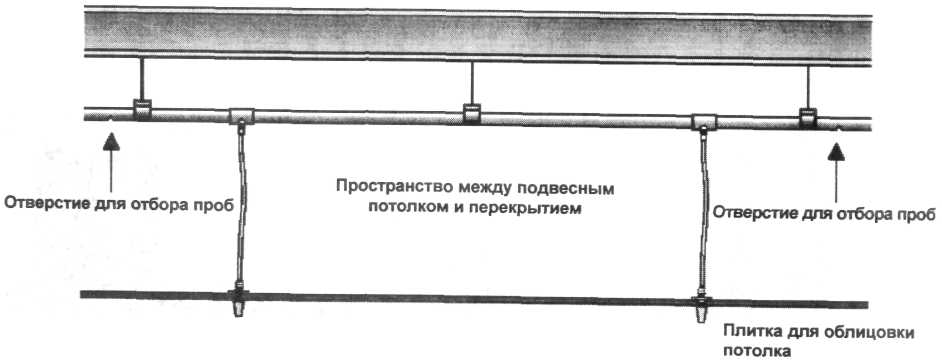 Пространство между подвесным
потолком и перекрытием
Отверстие для отбора проб
Отверстие для отбора проб
Плитка для облицовки
потолка